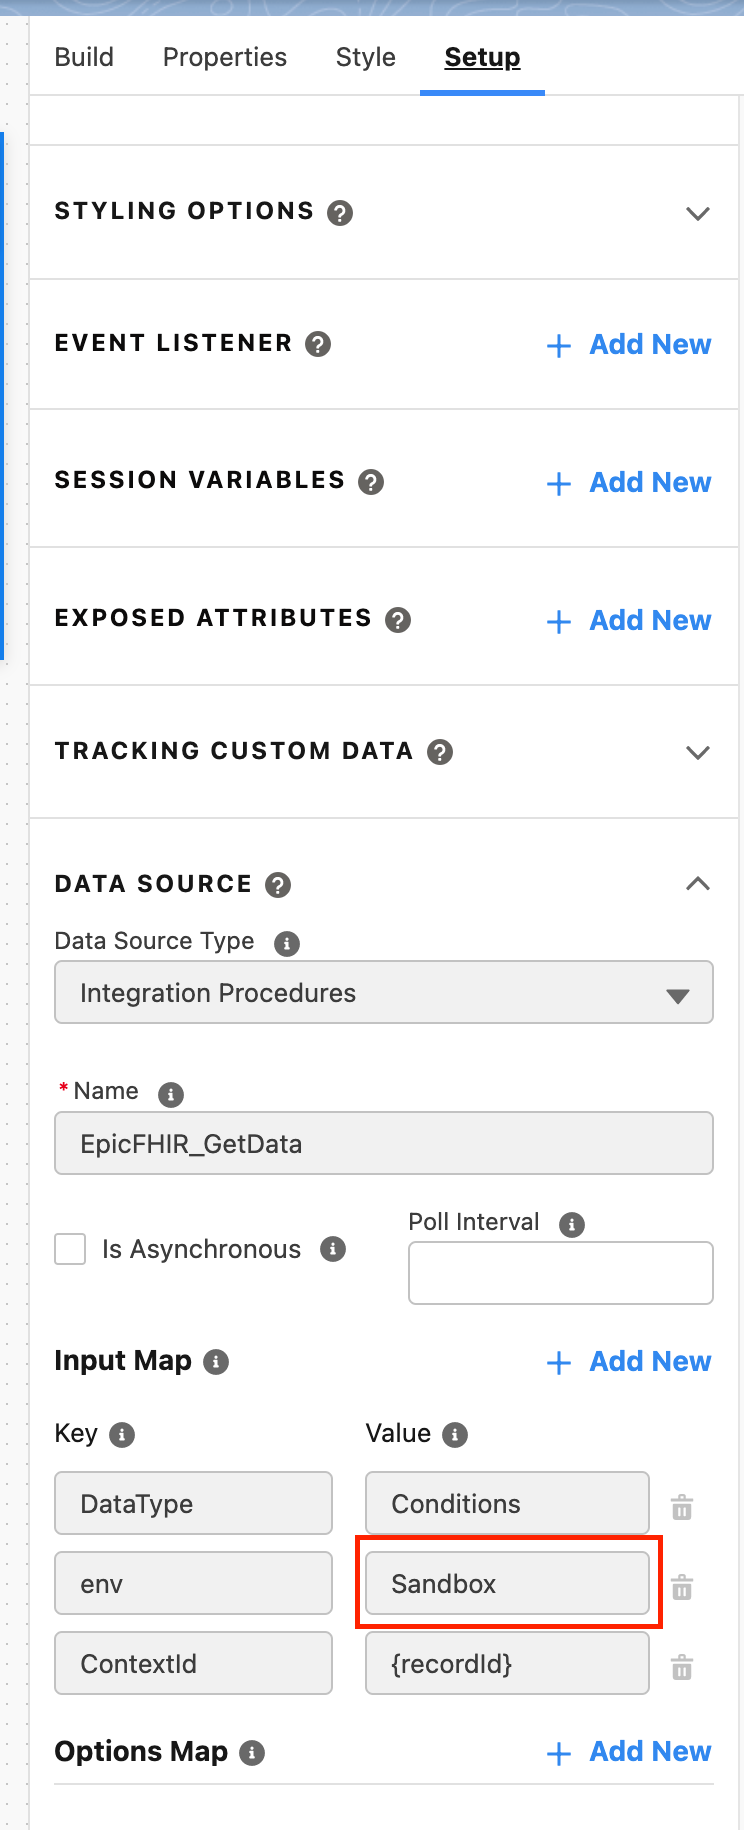 Build Properties Style Setup
STYLING OPTIONS
EVENT LISTENER + Add New
SESSION VARIABLES + Add New
EXPOSED ATTRIBUTES + Add New
TRACKING CUSTOM DATA
DATA SOURCE
Data Source Type
Integration Procedures
* Name
EpicFHIR_GetData
Poll Interval
Is Asynchronous
Input Map + Add New
Key Value
DataType Conditions
env Sandbox
ContextId {recordId}
Options Map + Add New